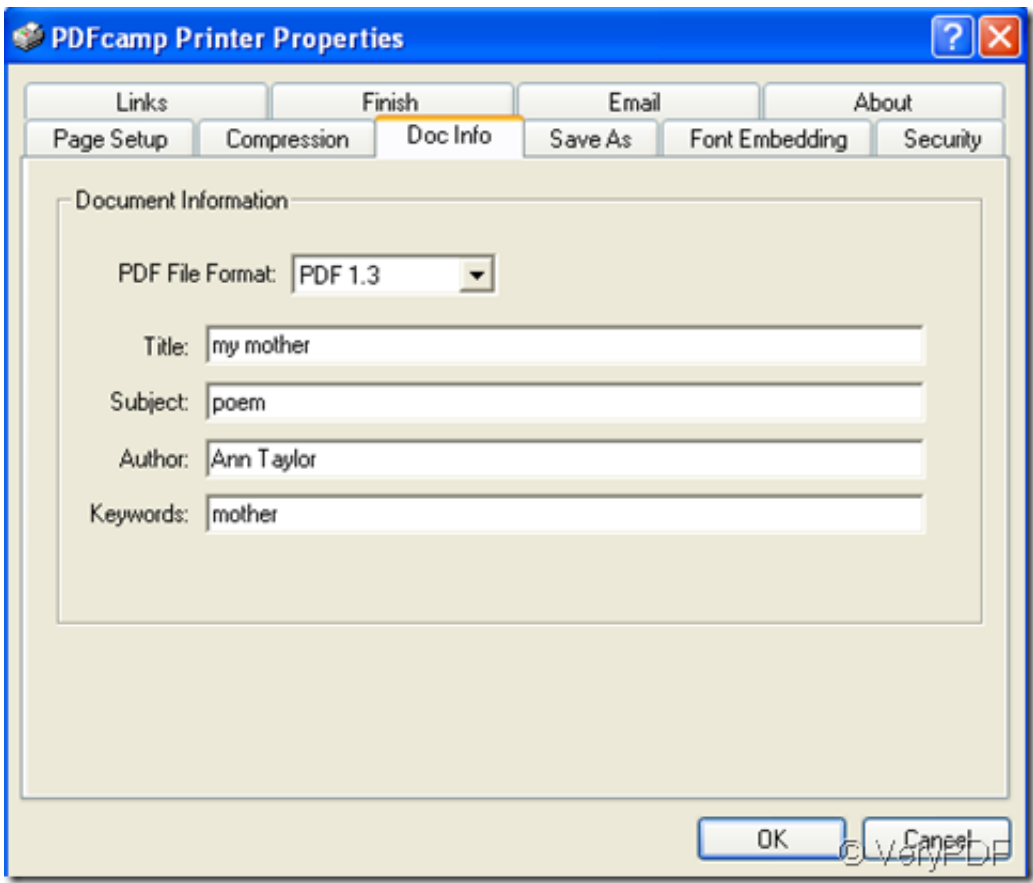 PDFcamp Printer Properties
Links Finish Email About
Page Setup Compression Doc Info Save As Font Embedding Security
Document Information
PDF File Format: PDF 1.3
Title: my mother
Subject: poem
Author: Ann Taylor
Keywords: mother
OK Cancel
© VeryPDF